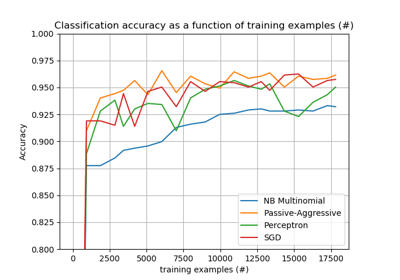 Classification accuracy as a function of training examples (#)
1.000
0.975
0.950
0.925
0.900
0.875
0.850
0.825
0.800
Accuracy
NB Multinomial
Passive-Aggressive
Perceptron
SGD
0 2500 5000 7500 10000 12500 15000 17500
training examples (#)